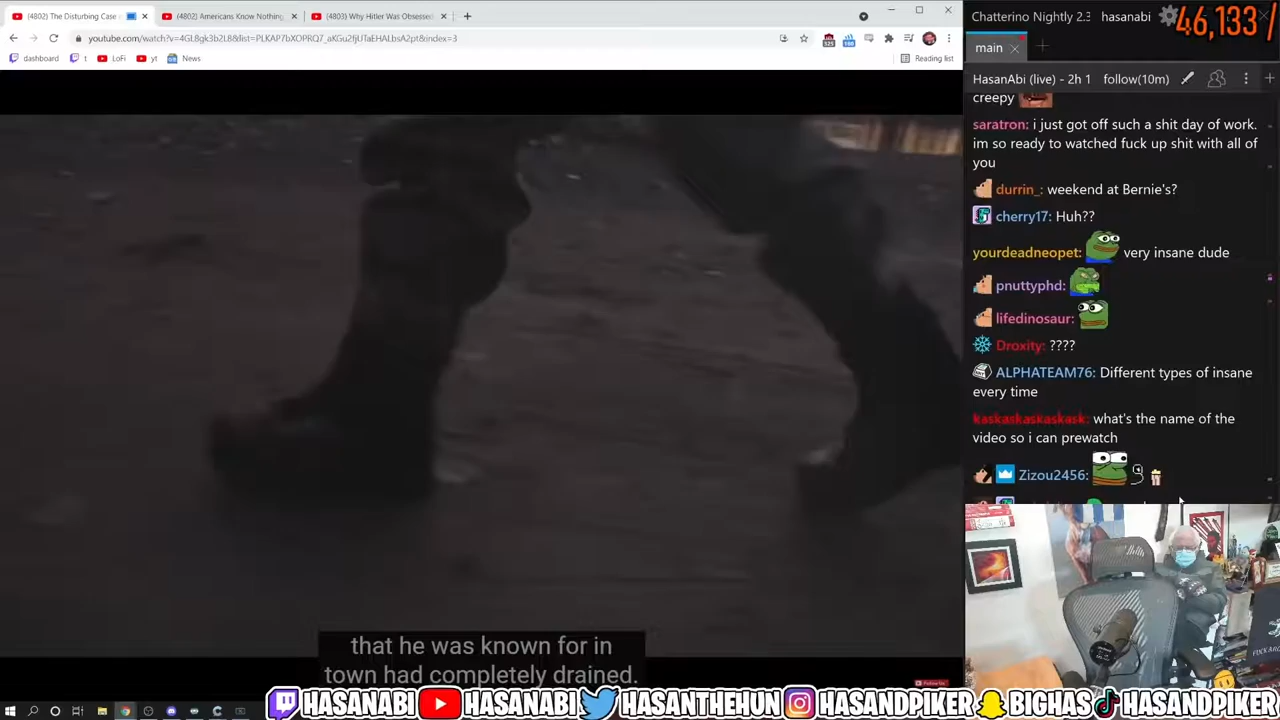 (4802) The Disturbing Case
(4802) Americans Know Nothing
(4803) Why Hitler Was Obsessed
youtube.com/watch?v=4GL8gk3b2L8&list=PLKAP7bXOPRQ7_aKGu2fjUTaEHALbsA2pt&index=3
dashboard
t
LoFi
yt
News
Reading list
that he was known for in
town had completely drained.
Chatterino Nightly 2.3
hasanabi
46,133 /
main
HasanAbi (live) - 2h 1
follow(10m)
creepy
saratron: i just got off such a shit day of work.
im so ready to watched fuck up shit with all of
you
durrin_: weekend at Bernie's?
cherry17: Huh??
yourdeadneopet: very insane dude
pnuttyphd:
lifedinosaur:
Droxity: ????
ALPHATEAM76: Different types of insane
every time
kaskaskaskaskask: what's the name of the
video so i can prewatch
Zizou2456:
HASANABI HASANABI HASANTHEHUN HASANDPIKER BIGHAS HASANDPIKER